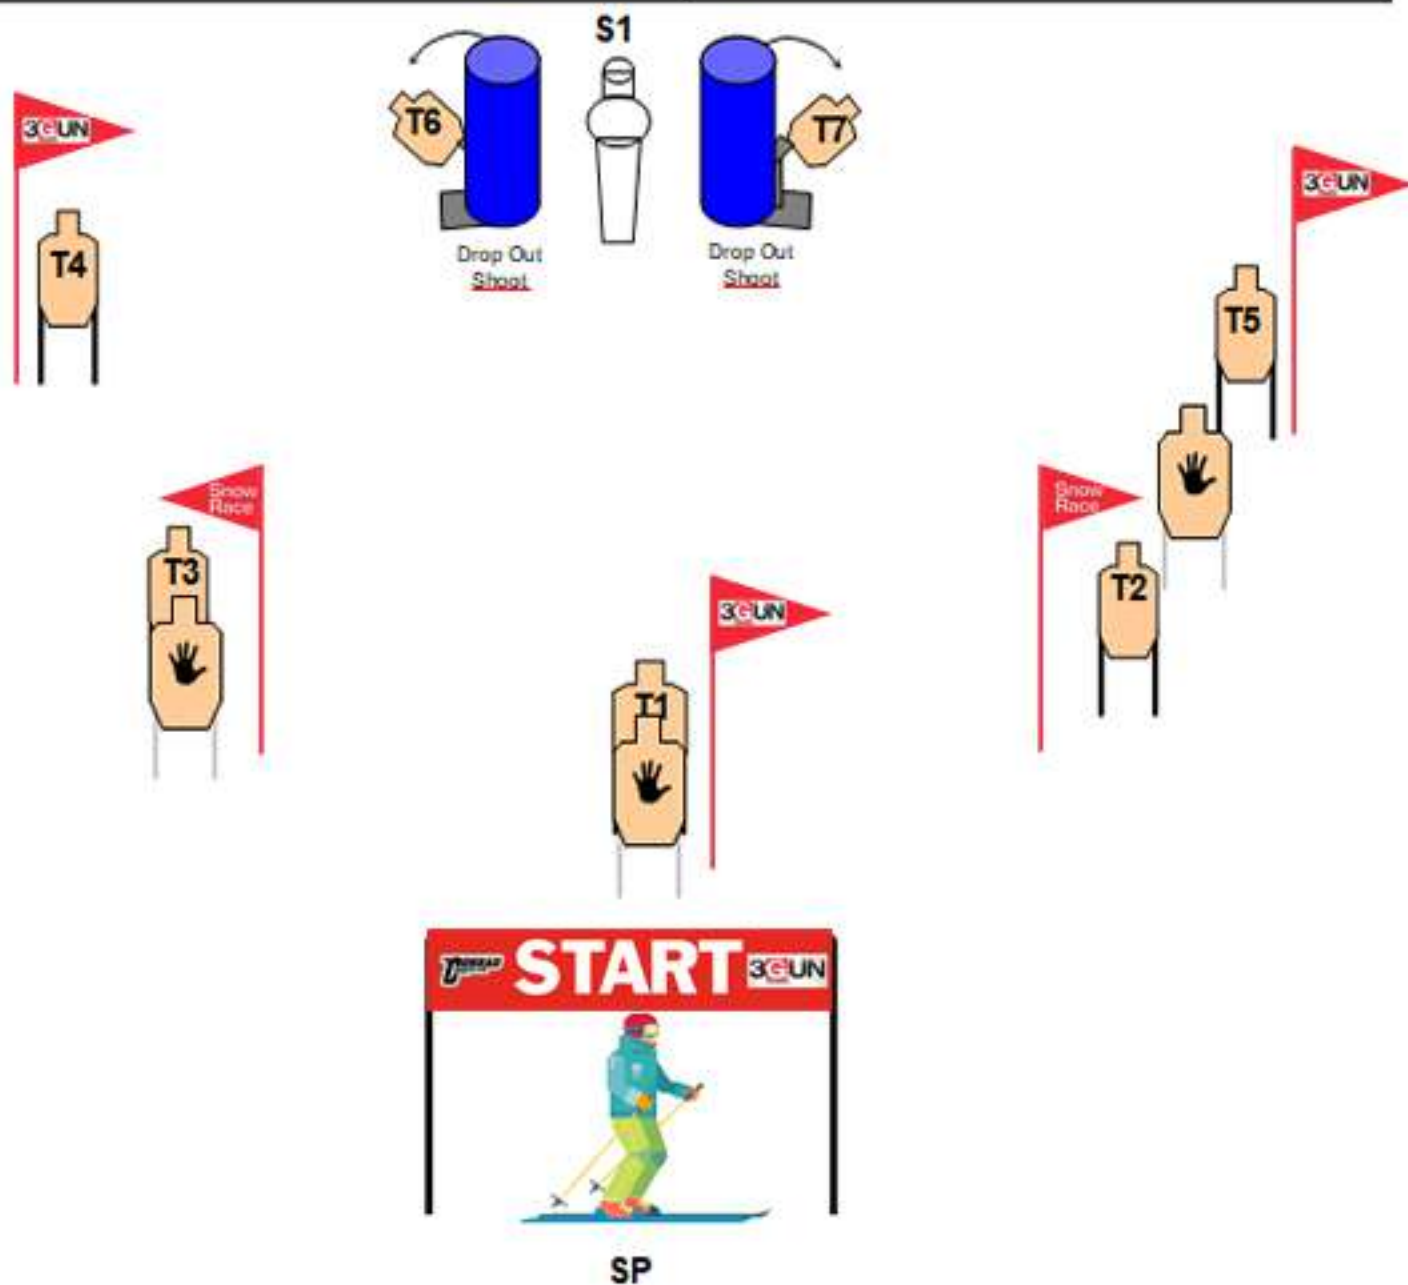 S1
T6
T7
3GUN
3GUN
T4
Drop Out
Shoot
Drop Out
Shoot
T5
Snow
Race
Snow
Race
T3
T2
3GUN
T1
START
3GUN
SP